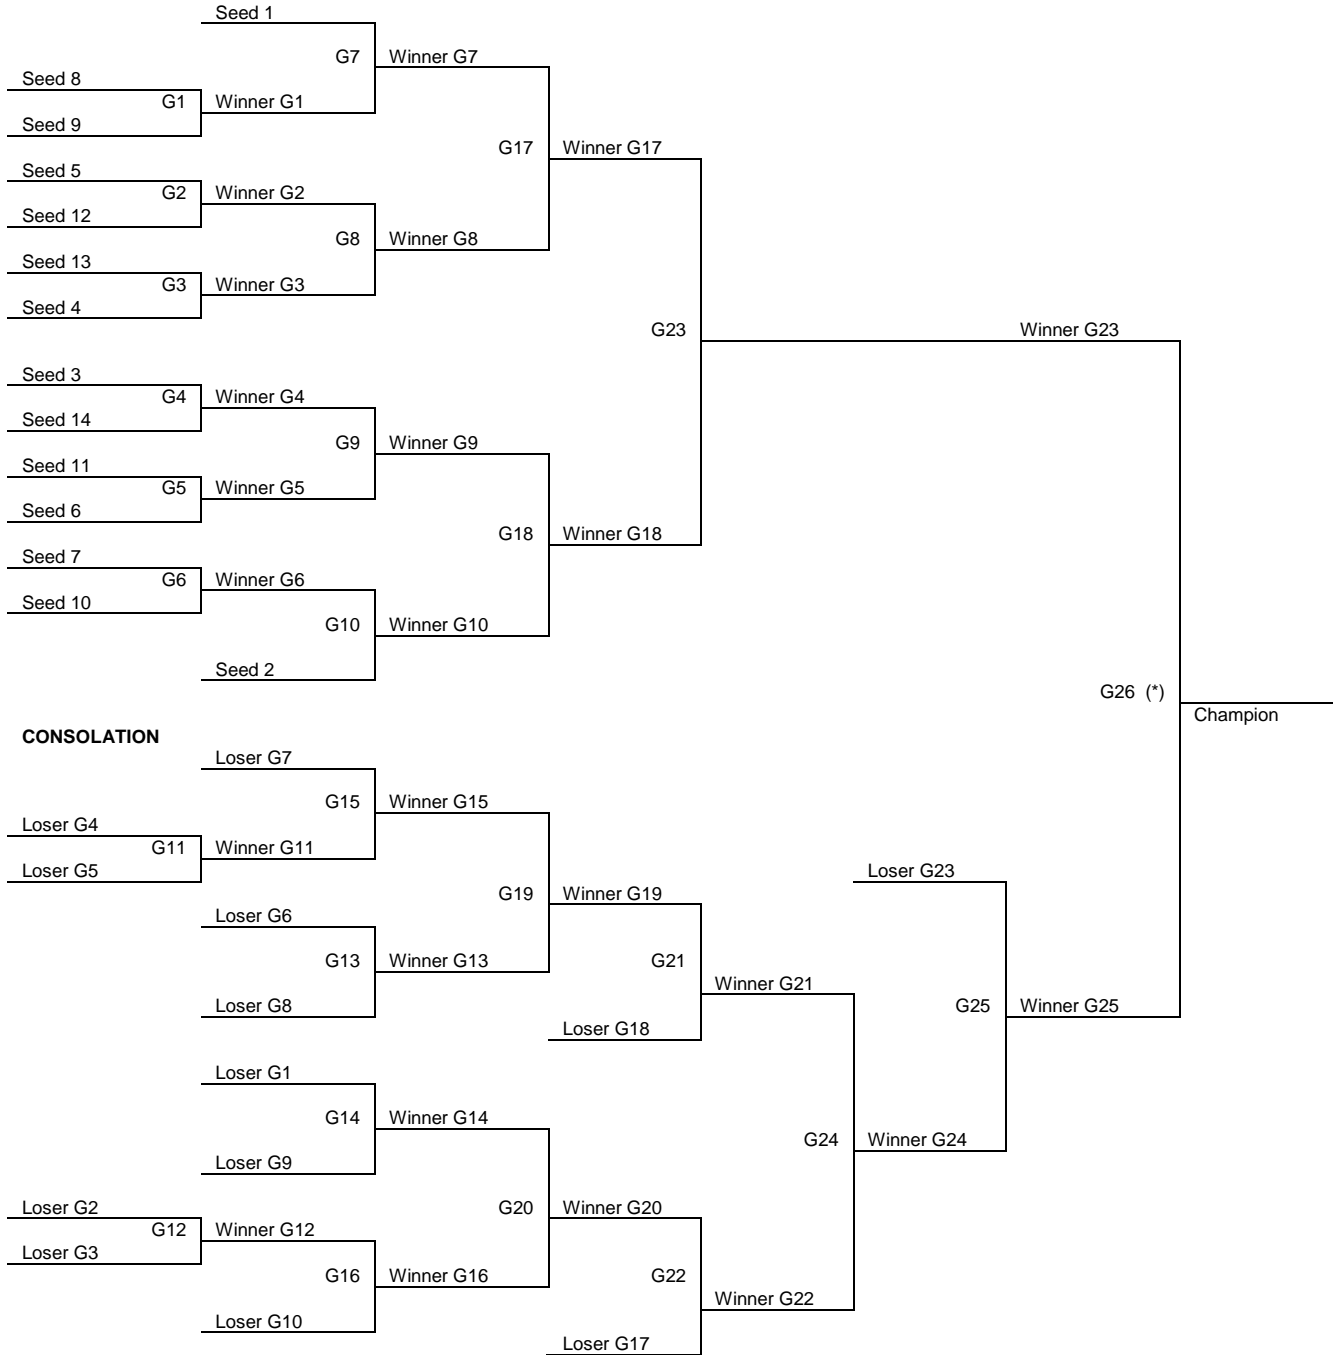 Seed 1
G7 Winner G7
Seed 8
G1 Winner G1
Seed 9
G17 Winner G17
Seed 5
G2 Winner G2
Seed 12
G8 Winner G8
Seed 13
G3 Winner G3
Seed 4
G23 Winner G23
Seed 3
G4 Winner G4
Seed 14
G9 Winner G9
Seed 11
G5 Winner G5
Seed 6
G18 Winner G18
Seed 7
G6 Winner G6
Seed 10
G10 Winner G10
Seed 2
G26 (*)
Champion
CONSOLATION
Loser G7
G15 Winner G15
Loser G4
G11 Winner G11
Loser G5
Loser G23
G19 Winner G19
Loser G6
G13 Winner G13
G21
Winner G21
Loser G8
G25 Winner G25
Loser G18
Loser G1
G14 Winner G14
G24 Winner G24
Loser G9
Loser G2
G20 Winner G20
G12 Winner G12
Loser G3
G16 Winner G16
G22
Winner G22
Loser G10
Loser G17